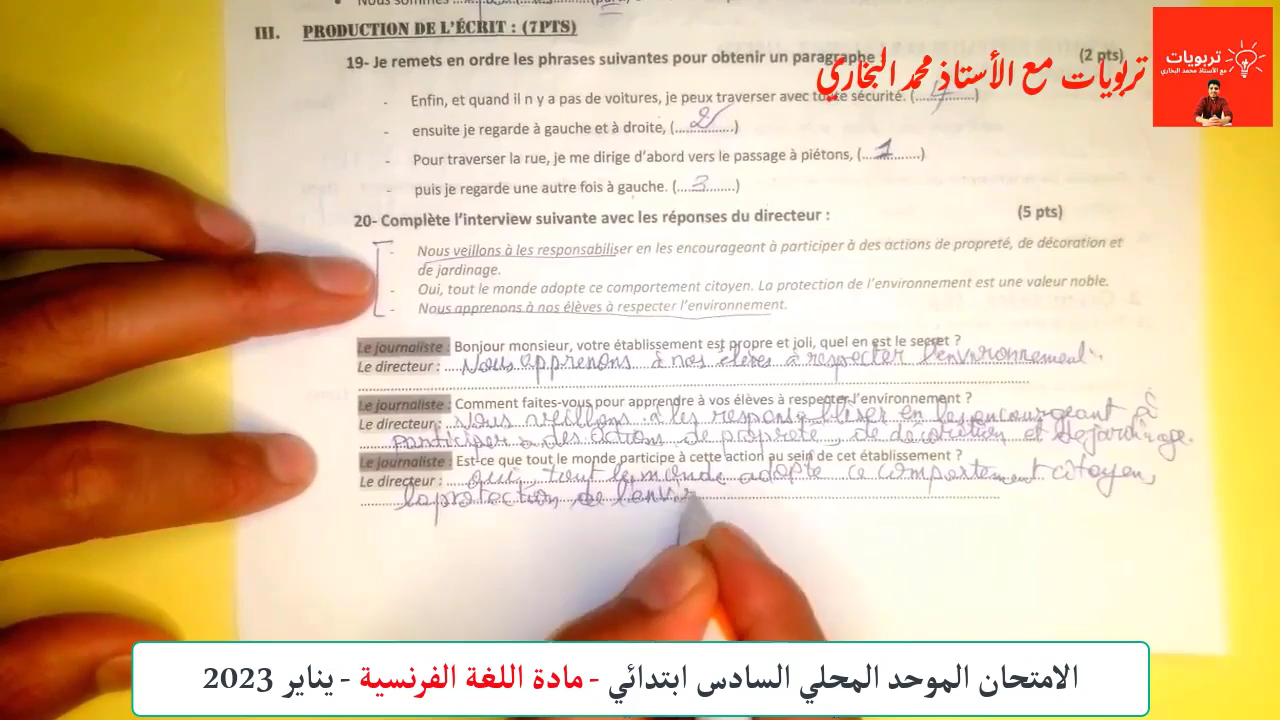 Nous sommes
III. PRODUCTION DE L'ÉCRIT : (7PTS)
19- Je remets en ordre les phrases suivantes pour obtenir un paragraphe : (2 pts)
تربويات مع الأستاذ محمد البخاري
تربويات
مع الأستاذ محمد البخاري
- Enfin, et quand il n y a pas de voitures, je peux traverser avec toute sécurité. (....4....)
- ensuite je regarde à gauche et à droite, (....2....)
- Pour traverser la rue, je me dirige d'abord vers le passage à piétons, (....1....)
- puis je regarde une autre fois à gauche. (....3....)
20- Complète l'interview suivante avec les réponses du directeur : (5 pts)
- Nous veillons à les responsabiliser en les encourageant à participer à des actions de propreté, de décoration et
de jardinage.
- Oui, tout le monde adopte ce comportement citoyen. La protection de l'environnement est une valeur noble.
- Nous apprenons à nos élèves à respecter l'environnement.
Le journaliste : Bonjour monsieur, votre établissement est propre et joli, quel en est le secret ?
Le directeur : Nous apprenons à nos élèves à respecter l'environnement.
Le journaliste : Comment faites-vous pour apprendre à vos élèves à respecter l'environnement ?
Le directeur : Nous veillons à les responsabiliser en les encourgeant à
participer à des actions de propreté, de décoration et de jardinage.
Le journaliste : Est-ce que tout le monde participe à cette action au sein de cet établissement ?
Le directeur : oui, tout le monde adopte ce comportement citoyen,
la protection de l'envir
الامتحان الموحد المحلي السادس ابتدائي - مادة اللغة الفرنسية - يناير 2023